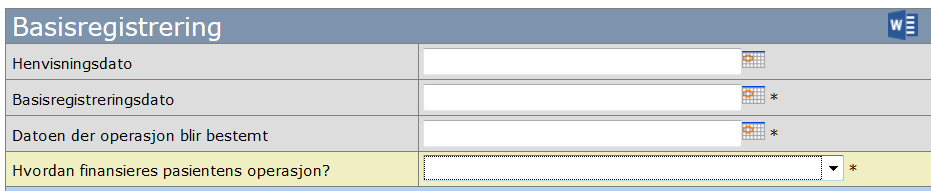 Basisregistrering
W
Henvisningsdato
Basisregistreringsdato *
Datoen der operasjon blir bestemt *
Hvordan finansieres pasientens operasjon? *